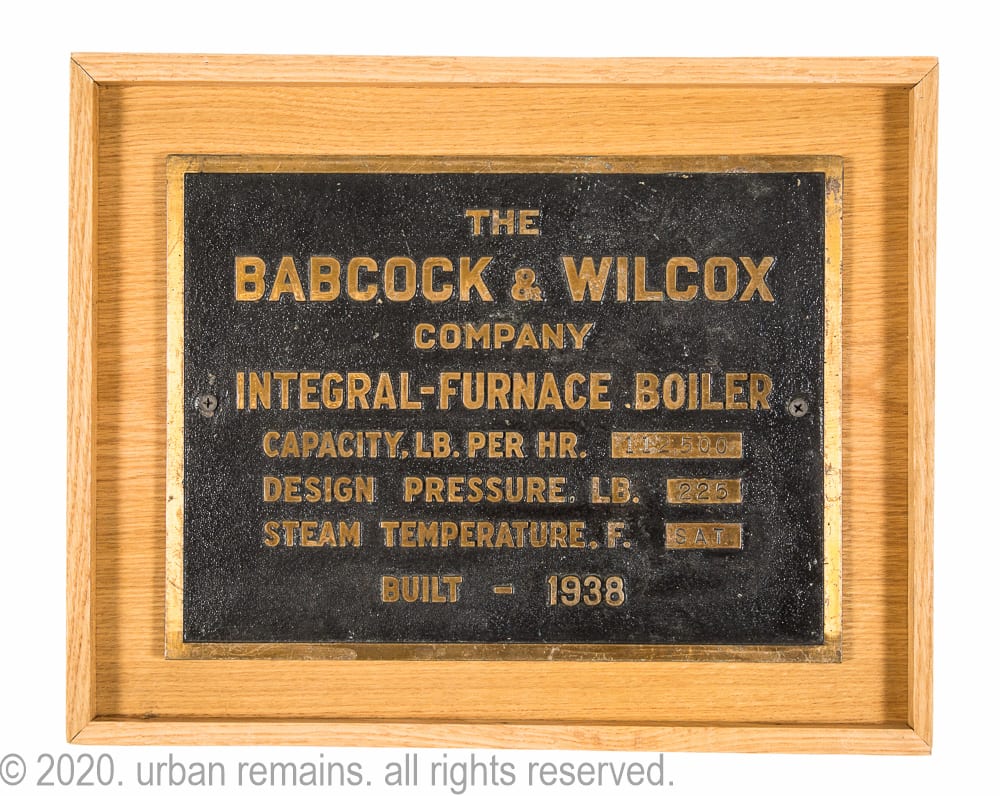 THE
BABCOCK & WILCOX
COMPANY
INTEGRAL-FURNACE BOILER
CAPACITY, LB. PER HR. 112500
DESIGN PRESSURE, LB. 225
STEAM TEMPERATURE, F. SAT.
BUILT - 1938
© 2020. urban remains. all rights reserved.